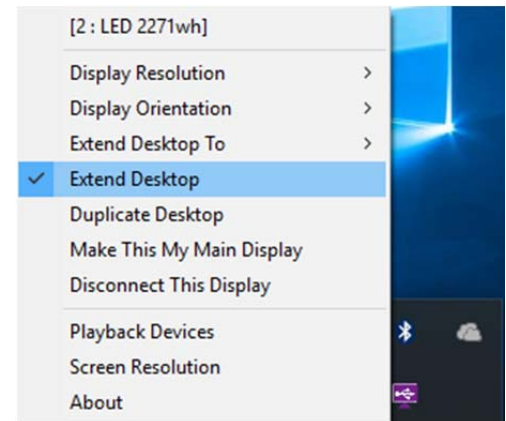 [2 : LED 2271wh]
Display Resolution
Display Orientation
Extend Desktop To
Extend Desktop
Duplicate Desktop
Make This My Main Display
Disconnect This Display
Playback Devices
Screen Resolution
About